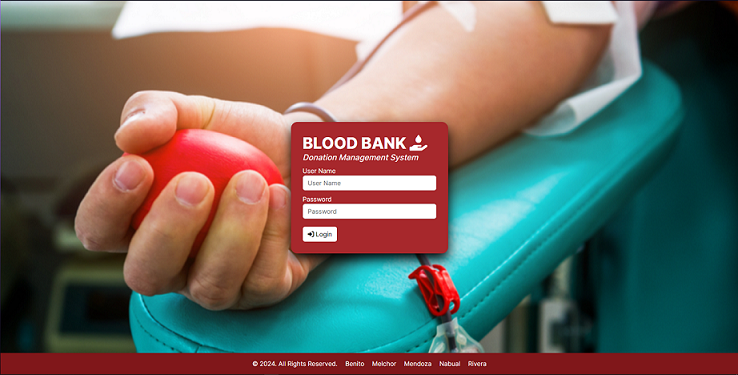 BLOOD BANK
Donation Management System
User Name
User Name
Password
Password
Login
© 2024. All Rights Reserved. Benito Melchor Mendoza Nabual Rivera